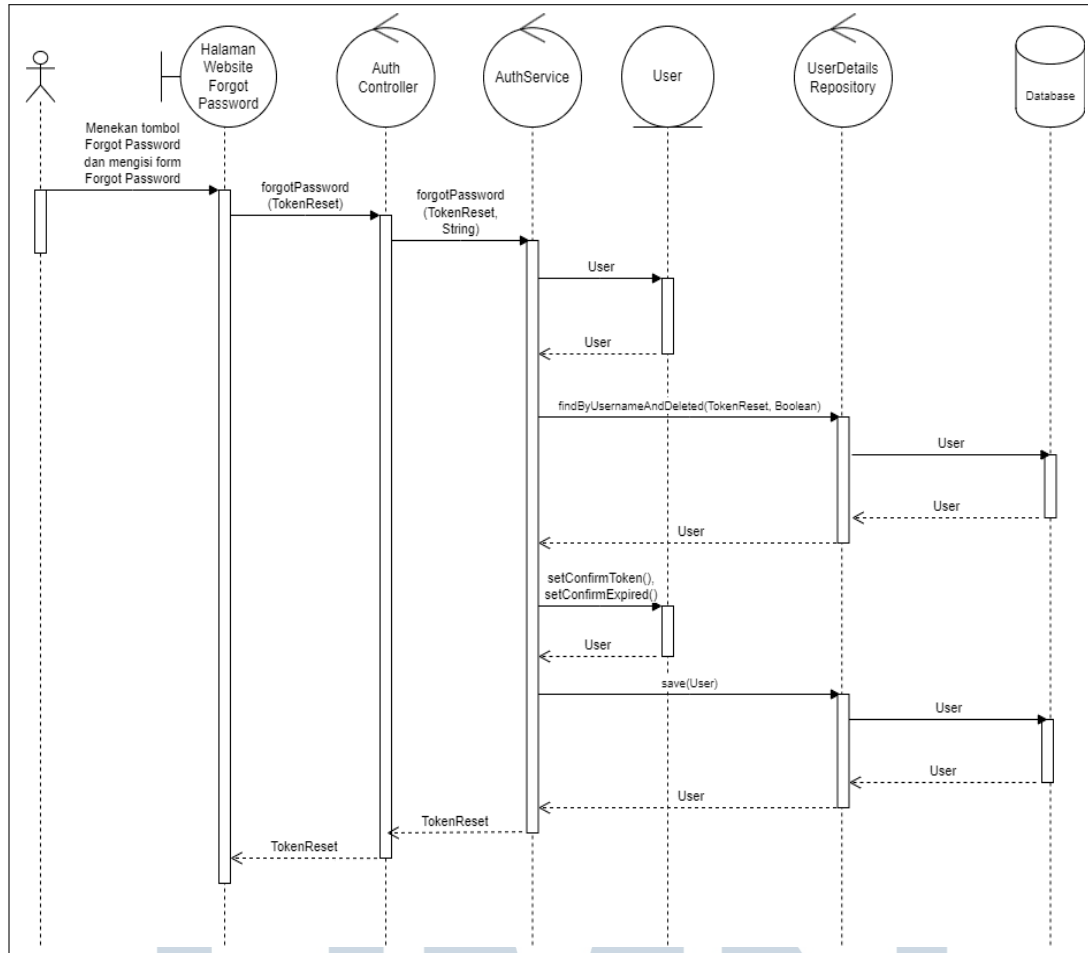 Halaman
Website
Forgot
Password
Auth
Controller
AuthService
User
UserDetails
Repository
Database
Menekan tombol
Forgot Password
dan mengisi form
Forgot Password
forgotPassword
(TokenReset)
forgotPassword
(TokenReset,
String)
User
User
findByUsernameAndDeleted(TokenReset, Boolean)
User
User
User
setConfirmToken(),
setConfirmExpired()
User
save(User)
User
User
User
TokenReset
TokenReset